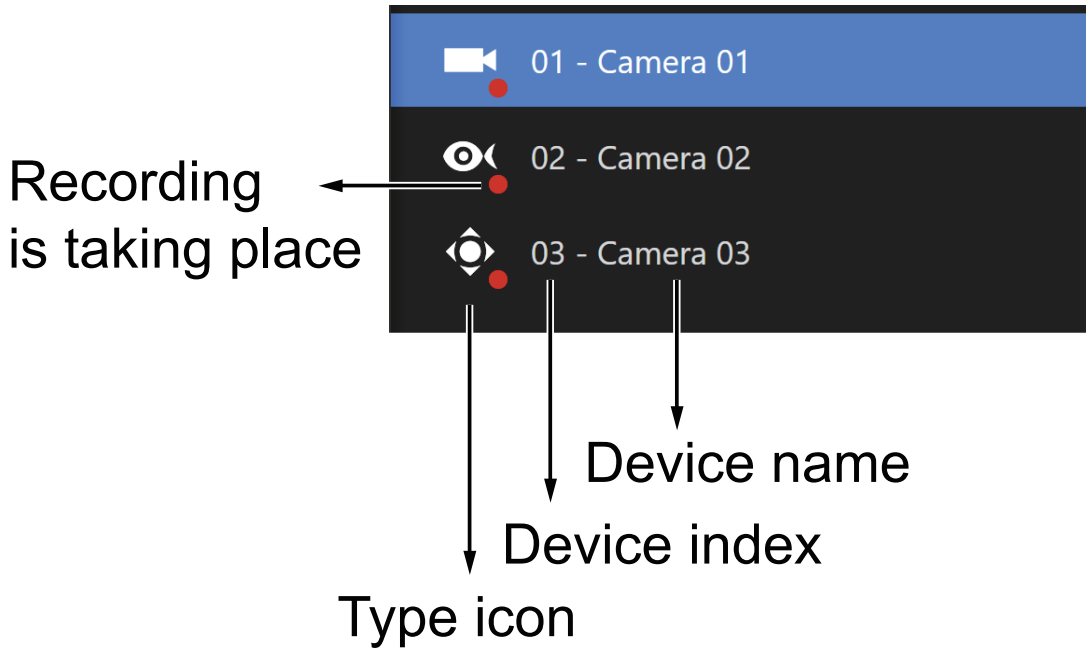 01 - Camera 01
02 - Camera 02
03 - Camera 03
Recording
is taking place
Device name
Device index
Type icon